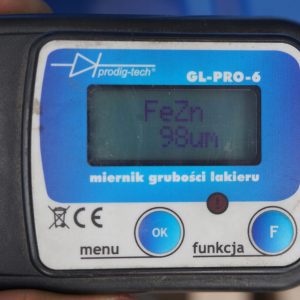 prodig-tech®
GL-PRO-6
FeZn
98um
miernik grubości lakieru
CE
OK
F
menu
funkcja